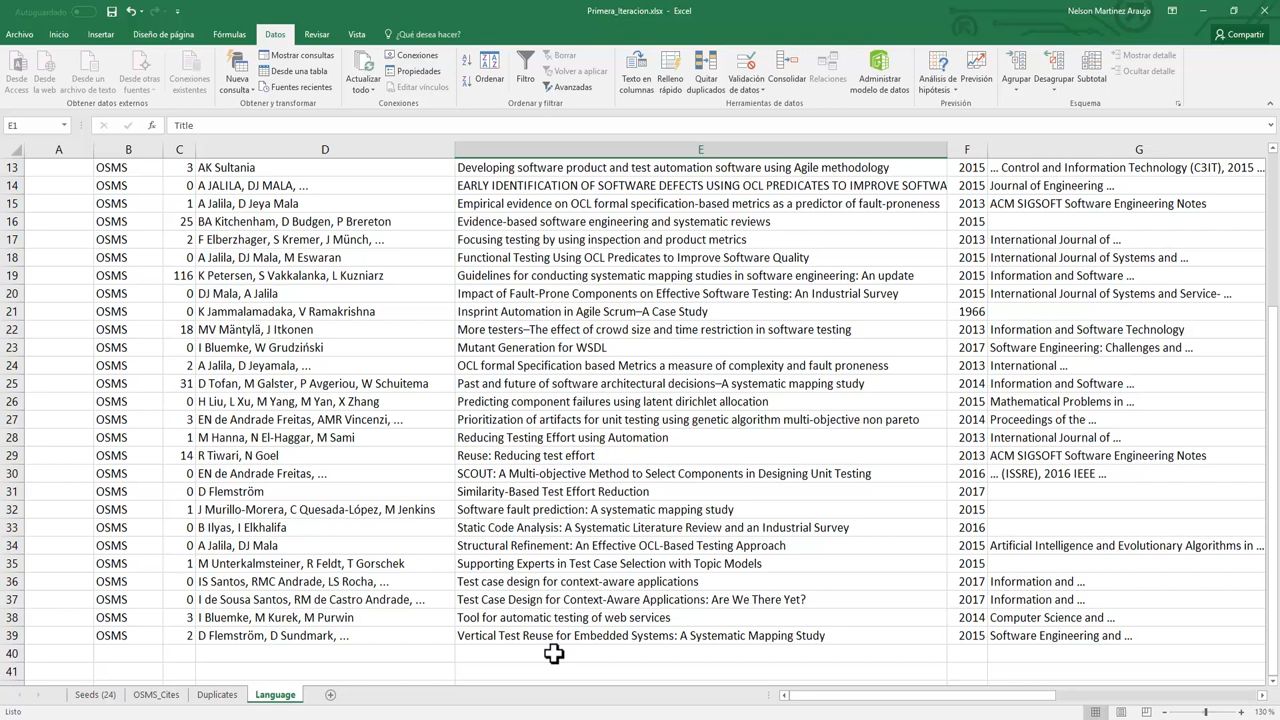 Autoguardado
Primera_Iteracion.xlsx - Excel
Nelson Martinez Araujo
Archivo Inicio Insertar Diseño de página Fórmulas Datos Revisar Vista ¿Qué desea hacer? Compartir
Desde Access
Desde la web
Desde un archivo de texto
Desde otras fuentes
Conexiones existentes
Obtener datos externos
Nueva consulta
Mostrar consultas
Desde una tabla
Fuentes recientes
Obtener y transformar
Actualizar todo
Conexiones
Propiedades
Editar vínculos
Conexiones
Ordenar
Filtro
Borrar
Volver a aplicar
Avanzadas
Ordenar y filtrar
Texto en columnas
Relleno rápido
Quitar duplicados
Validación de datos
Consolidar
Relaciones
Administrar modelo de datos
Herramientas de datos
Análisis de hipótesis
Previsión
Previsión
Agrupar
Desagrupar
Subtotal
Mostrar detalle
Ocultar detalle
Esquema
E1 fx Title
A B C D E F G
13 OSMS 3 AK Sultania Developing software product and test automation software using Agile methodology 2015 ... Control and Information Technology (C3IT), 2015 ...
14 OSMS 0 A JALILA, DJ MALA, ... EARLY IDENTIFICATION OF SOFTWARE DEFECTS USING OCL PREDICATES TO IMPROVE SOFTWA 2015 Journal of Engineering ...
15 OSMS 1 A Jalila, D Jeya Mala Empirical evidence on OCL formal specification-based metrics as a predictor of fault-proneness 2013 ACM SIGSOFT Software Engineering Notes
16 OSMS 25 BA Kitchenham, D Budgen, P Brereton Evidence-based software engineering and systematic reviews 2015
17 OSMS 2 F Elberzhager, S Kremer, J Münch, ... Focusing testing by using inspection and product metrics 2013 International Journal of ...
18 OSMS 0 A Jalila, DJ Mala, M Eswaran Functional Testing Using OCL Predicates to Improve Software Quality 2015 International Journal of Systems and ...
19 OSMS 116 K Petersen, S Vakkalanka, L Kuzniarz Guidelines for conducting systematic mapping studies in software engineering: An update 2015 Information and Software ...
20 OSMS 0 DJ Mala, A Jalila Impact of Fault-Prone Components on Effective Software Testing: An Industrial Survey 2015 International Journal of Systems and Service- ...
21 OSMS 0 K Jammalamadaka, V Ramakrishna Insprint Automation in Agile Scrum–A Case Study 1966
22 OSMS 18 MV Mäntylä, J Itkonen More testers–The effect of crowd size and time restriction in software testing 2013 Information and Software Technology
23 OSMS 0 I Bluemke, W Grudziński Mutant Generation for WSDL 2017 Software Engineering: Challenges and ...
24 OSMS 2 A Jalila, D Jeyamala, ... OCL formal Specification based Metrics a measure of complexity and fault proneness 2013 International ...
25 OSMS 31 D Tofan, M Galster, P Avgeriou, W Schuitema Past and future of software architectural decisions–A systematic mapping study 2014 Information and Software ...
26 OSMS 0 H Liu, L Xu, M Yang, M Yan, X Zhang Predicting component failures using latent dirichlet allocation 2015 Mathematical Problems in ...
27 OSMS 3 EN de Andrade Freitas, AMR Vincenzi, ... Prioritization of artifacts for unit testing using genetic algorithm multi-objective non pareto 2014 Proceedings of the ...
28 OSMS 1 M Hanna, N El-Haggar, M Sami Reducing Testing Effort using Automation 2013 International Journal of ...
29 OSMS 14 R Tiwari, N Goel Reuse: Reducing test effort 2013 ACM SIGSOFT Software Engineering Notes
30 OSMS 0 EN de Andrade Freitas, ... SCOUT: A Multi-objective Method to Select Components in Designing Unit Testing 2016 ... (ISSRE), 2016 IEEE ...
31 OSMS 0 D Flemström Similarity-Based Test Effort Reduction 2017
32 OSMS 1 J Murillo-Morera, C Quesada-López, M Jenkins Software fault prediction: A systematic mapping study 2015
33 OSMS 0 B Ilyas, I Elkhalifa Static Code Analysis: A Systematic Literature Review and an Industrial Survey 2016
34 OSMS 0 A Jalila, DJ Mala Structural Refinement: An Effective OCL-Based Testing Approach 2015 Artificial Intelligence and Evolutionary Algorithms in ...
35 OSMS 1 M Unterkalmsteiner, R Feldt, T Gorschek Supporting Experts in Test Case Selection with Topic Models 2015
36 OSMS 0 IS Santos, RMC Andrade, LS Rocha, ... Test case design for context-aware applications 2017 Information and ...
37 OSMS 0 I de Sousa Santos, RM de Castro Andrade, ... Test Case Design for Context-Aware Applications: Are We There Yet? 2017 Information and ...
38 OSMS 3 I Bluemke, M Kurek, M Purwin Tool for automatic testing of web services 2014 Computer Science and ...
39 OSMS 2 D Flemström, D Sundmark, ... Vertical Test Reuse for Embedded Systems: A Systematic Mapping Study 2015 Software Engineering and ...
40
41
Seeds (24) OSMS_Cites Duplicates Language
Listo 130 %